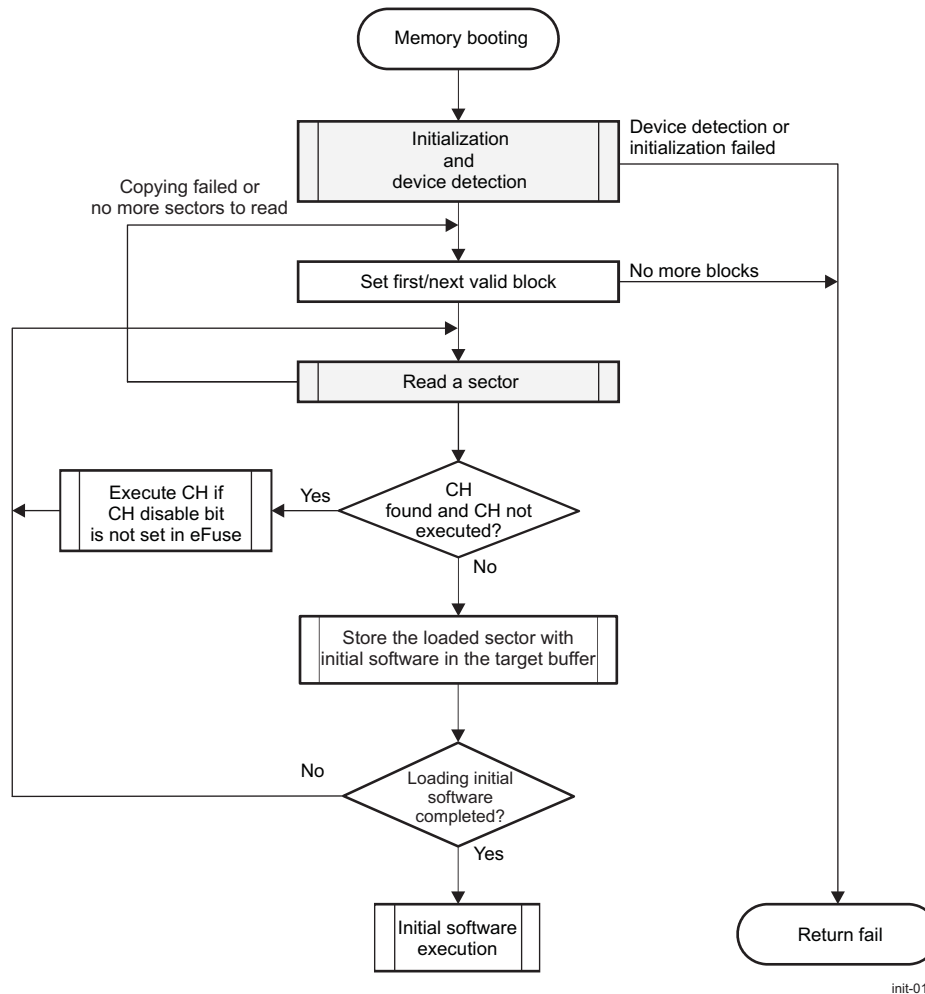 Memory booting
Initialization
and
device detection
Device detection or
initialization failed
Copying failed or
no more sectors to read
Set first/next valid block
No more blocks
Read a sector
Execute CH if
CH disable bit
is not set in eFuse
Yes
CH
found and CH not
executed?
No
Store the loaded sector with
initial software in the target buffer
No
Loading initial
software
completed?
Yes
Initial software
execution
Return fail
init-01